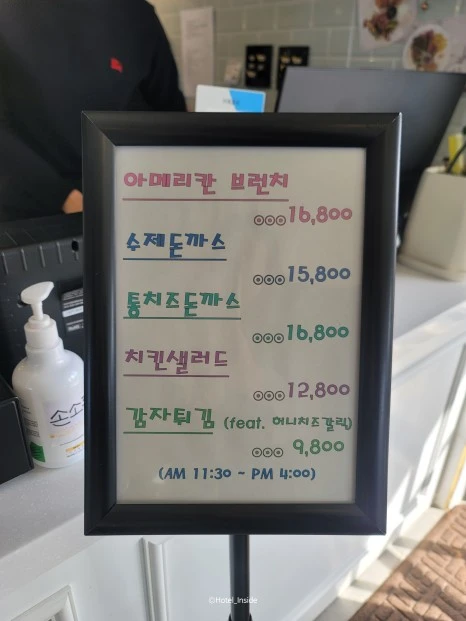 아메리칸 브런치
◎◎◎16,800
수제돈까스
◎◎◎15,800
통치즈돈까스
◎◎◎16,800
치킨샐러드
◎◎◎12,800
감자튀김 (feat. 허니치즈갈릭)
◎◎◎ 9,800
(AM 11:30 - PM 4:00)
손소
©Hotel_Inside